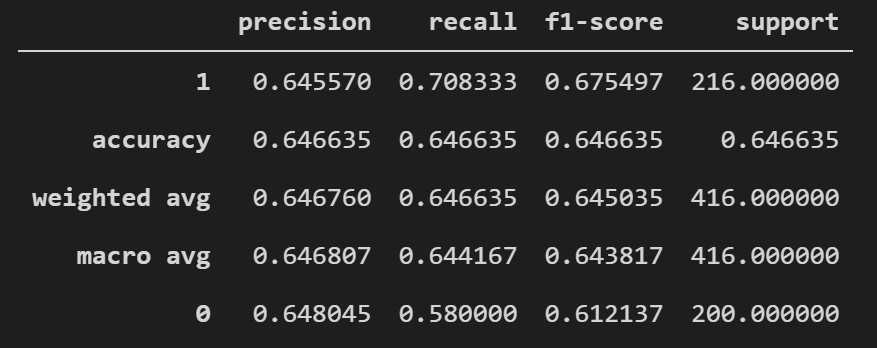 precision recall f1-score support
1 0.645570 0.708333 0.675497 216.000000
accuracy 0.646635 0.646635 0.646635 0.646635
weighted avg 0.646760 0.646635 0.645035 416.000000
macro avg 0.646807 0.644167 0.643817 416.000000
0 0.648045 0.580000 0.612137 200.000000